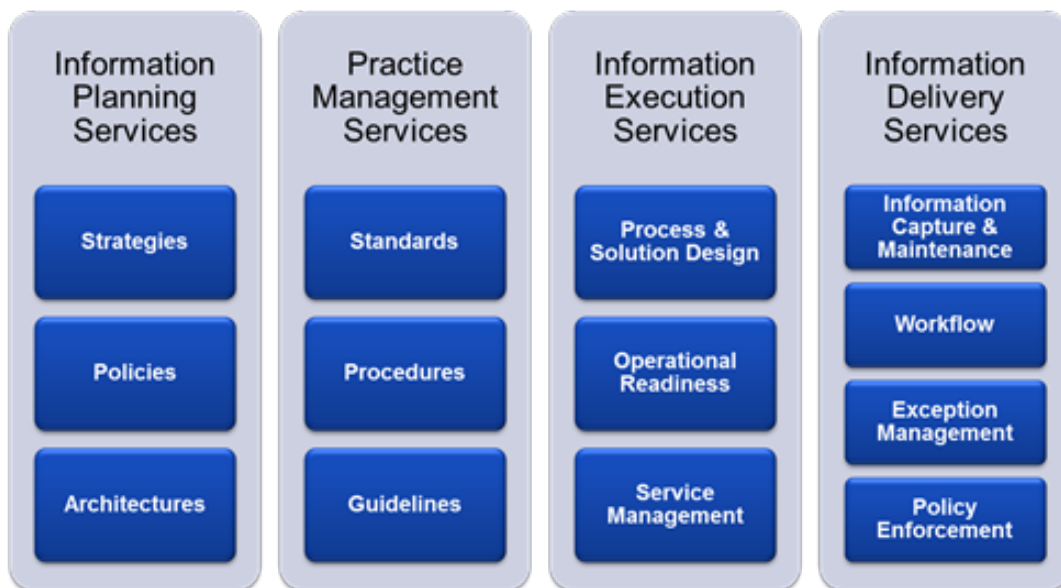 Information
Planning
Services
Strategies
Policies
Architectures
Practice
Management
Services
Standards
Procedures
Guidelines
Information
Execution
Services
Process &
Solution Design
Operational
Readiness
Service
Management
Information
Delivery
Services
Information
Capture &
Maintenance
Workflow
Exception
Management
Policy
Enforcement